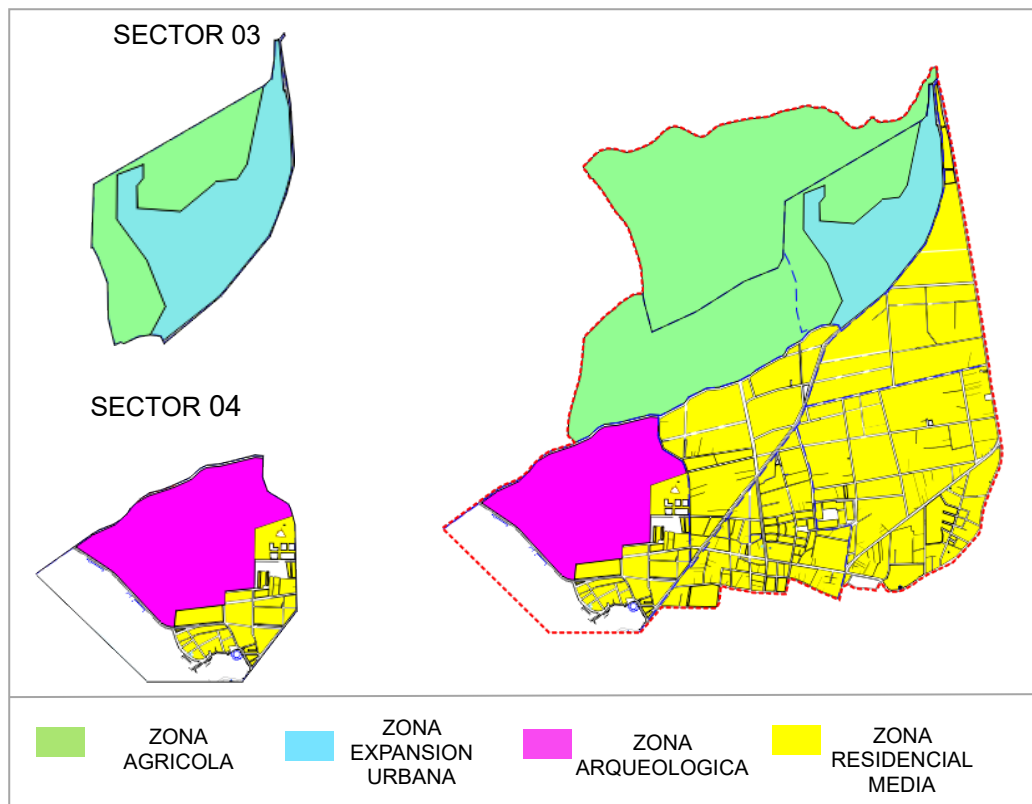 SECTOR 03
SECTOR 04
ZONA
AGRICOLA
ZONA
EXPANSION
URBANA
ZONA
ARQUEOLOGICA
ZONA
RESIDENCIAL
MEDIA